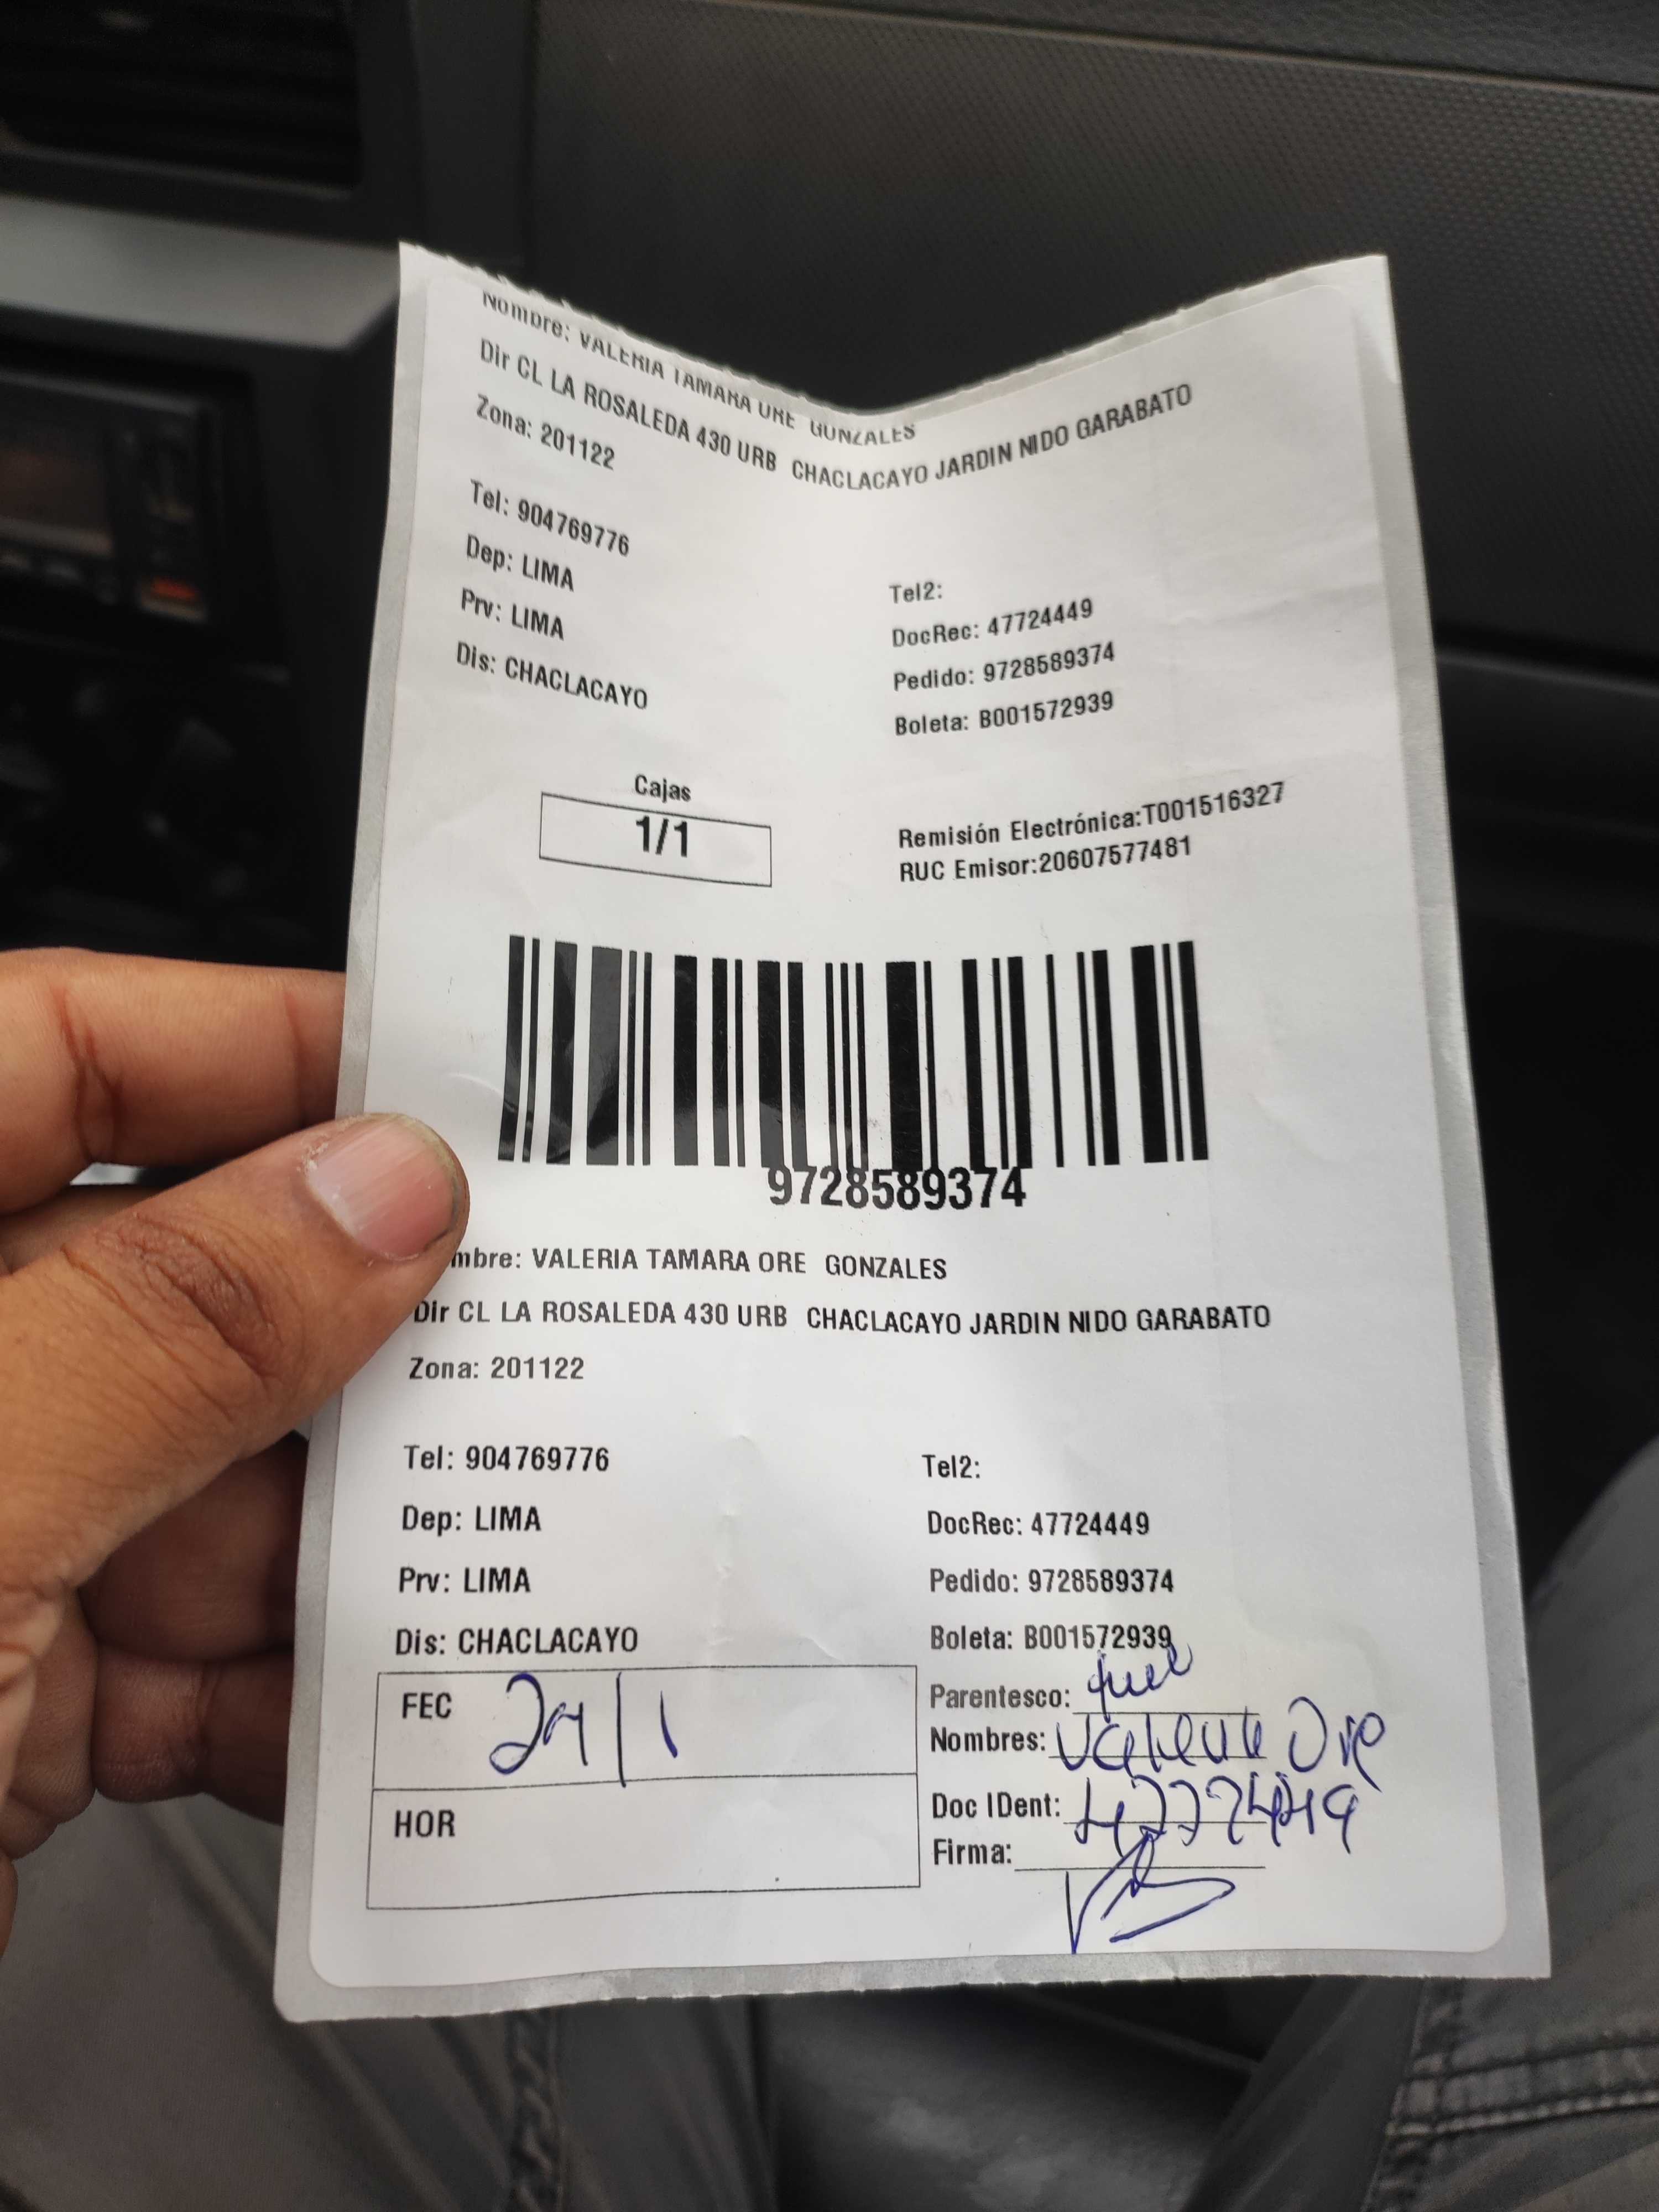 Nombre: VALERIA TAMARA ORE GONZALES
Dir CL LA ROSALEDA 430 URB CHACLACAYO JARDIN NIDO GARABATO
Zona: 201122
Tel: 904769776
Tel2:
Dep: LIMA
DocRec: 47724449
Prv: LIMA
Pedido: 9728589374
Dis: CHACLACAYO
Boleta: B001572939
Cajas
1/1
Remisión Electrónica:T001516327
RUC Emisor:20607577481
9728589374
mbre: VALERIA TAMARA ORE GONZALES
Dir CL LA ROSALEDA 430 URB CHACLACAYO JARDIN NIDO GARABATO
Zona: 201122
Tel: 904769776
Tel2:
Dep: LIMA
DocRec: 47724449
Prv: LIMA
Pedido: 9728589374
Dis: CHACLACAYO
Boleta: B001572939
FEC
Parentesco:
Nombres: Ore
HOR
Doc IDent:
Firma: